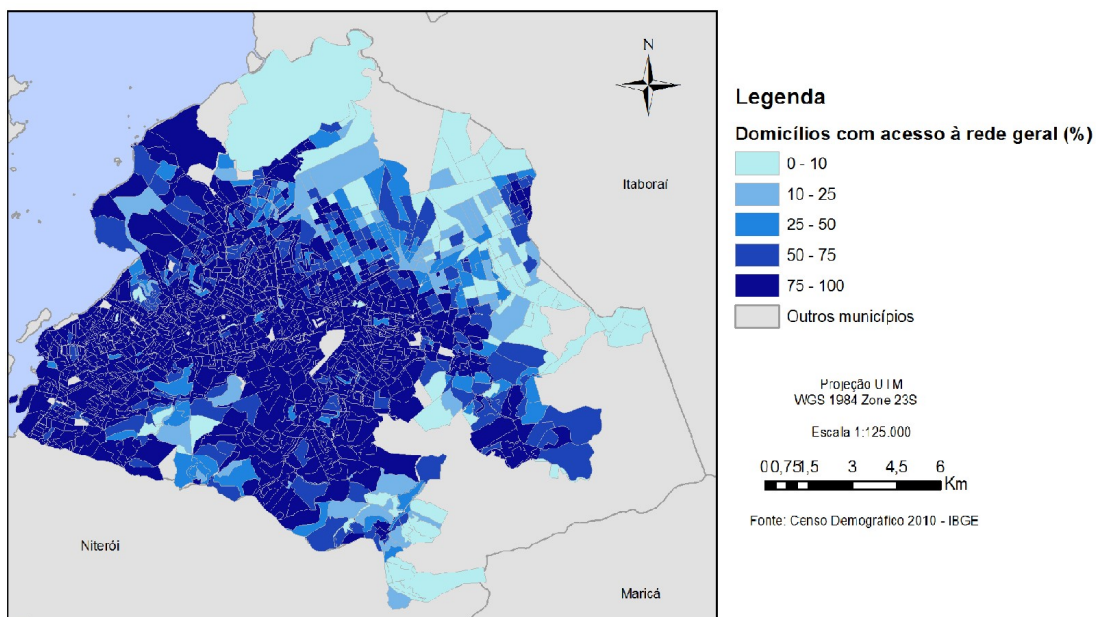 N
Itaboraí
Niterói
Maricá
Legenda
Domicílios com acesso à rede geral (%)
0 - 10
10 - 25
25 - 50
50 - 75
75 - 100
Outros municípios
Projeção UTM
WGS 1984 Zone 23S
Escala 1:125.000
0 0,75 1,5 3 4,5 6
Km
Fonte: Censo Demográfico 2010 - IBGE